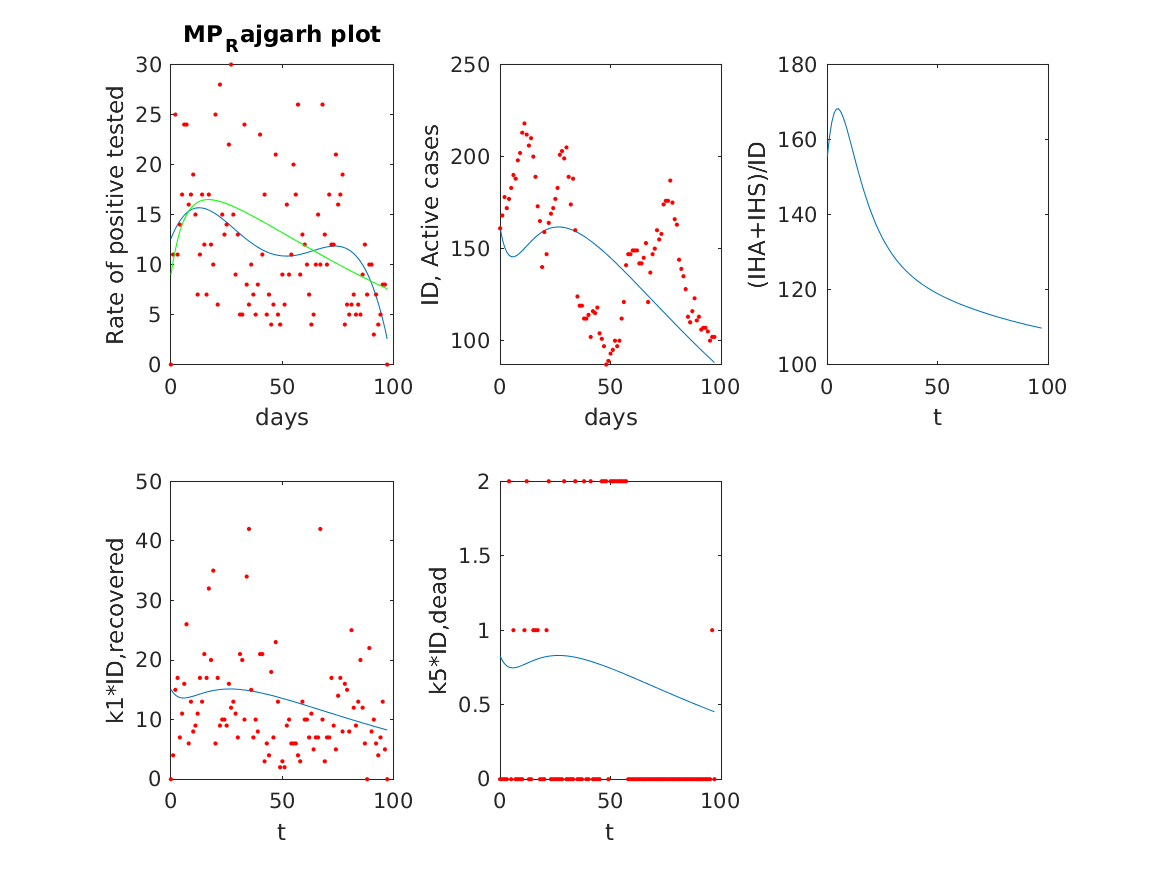 MP_Rajgarh plot
30
25
20
15
10
5
0
0 50 100
Rate of positive tested
days
250
200
150
100
0 50 100
ID, Active cases
days
180
160
140
120
100
0 50 100
(IHA+IHS)/ID
t
50
40
30
20
10
0
0 50 100
k1*ID,recovered
t
2
1.5
1
0.5
0
0 50 100
k5*ID,dead
t